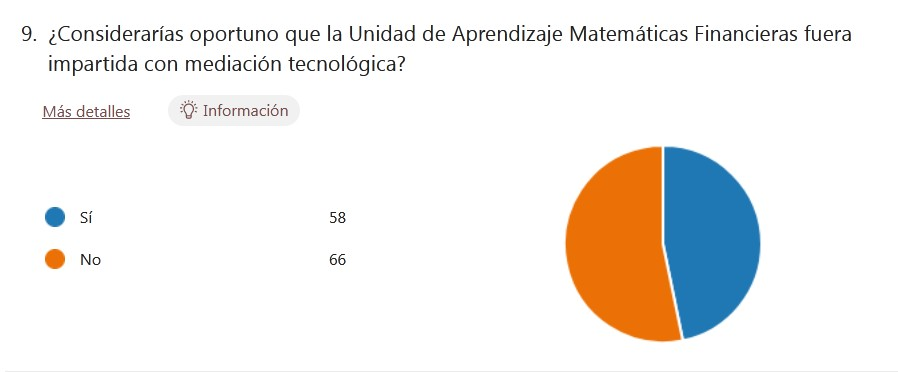 9. ¿Considerarías oportuno que la Unidad de Aprendizaje Matemáticas Financieras fuera
impartida con mediación tecnológica?
Más detalles
Información
Sí 58
No 66